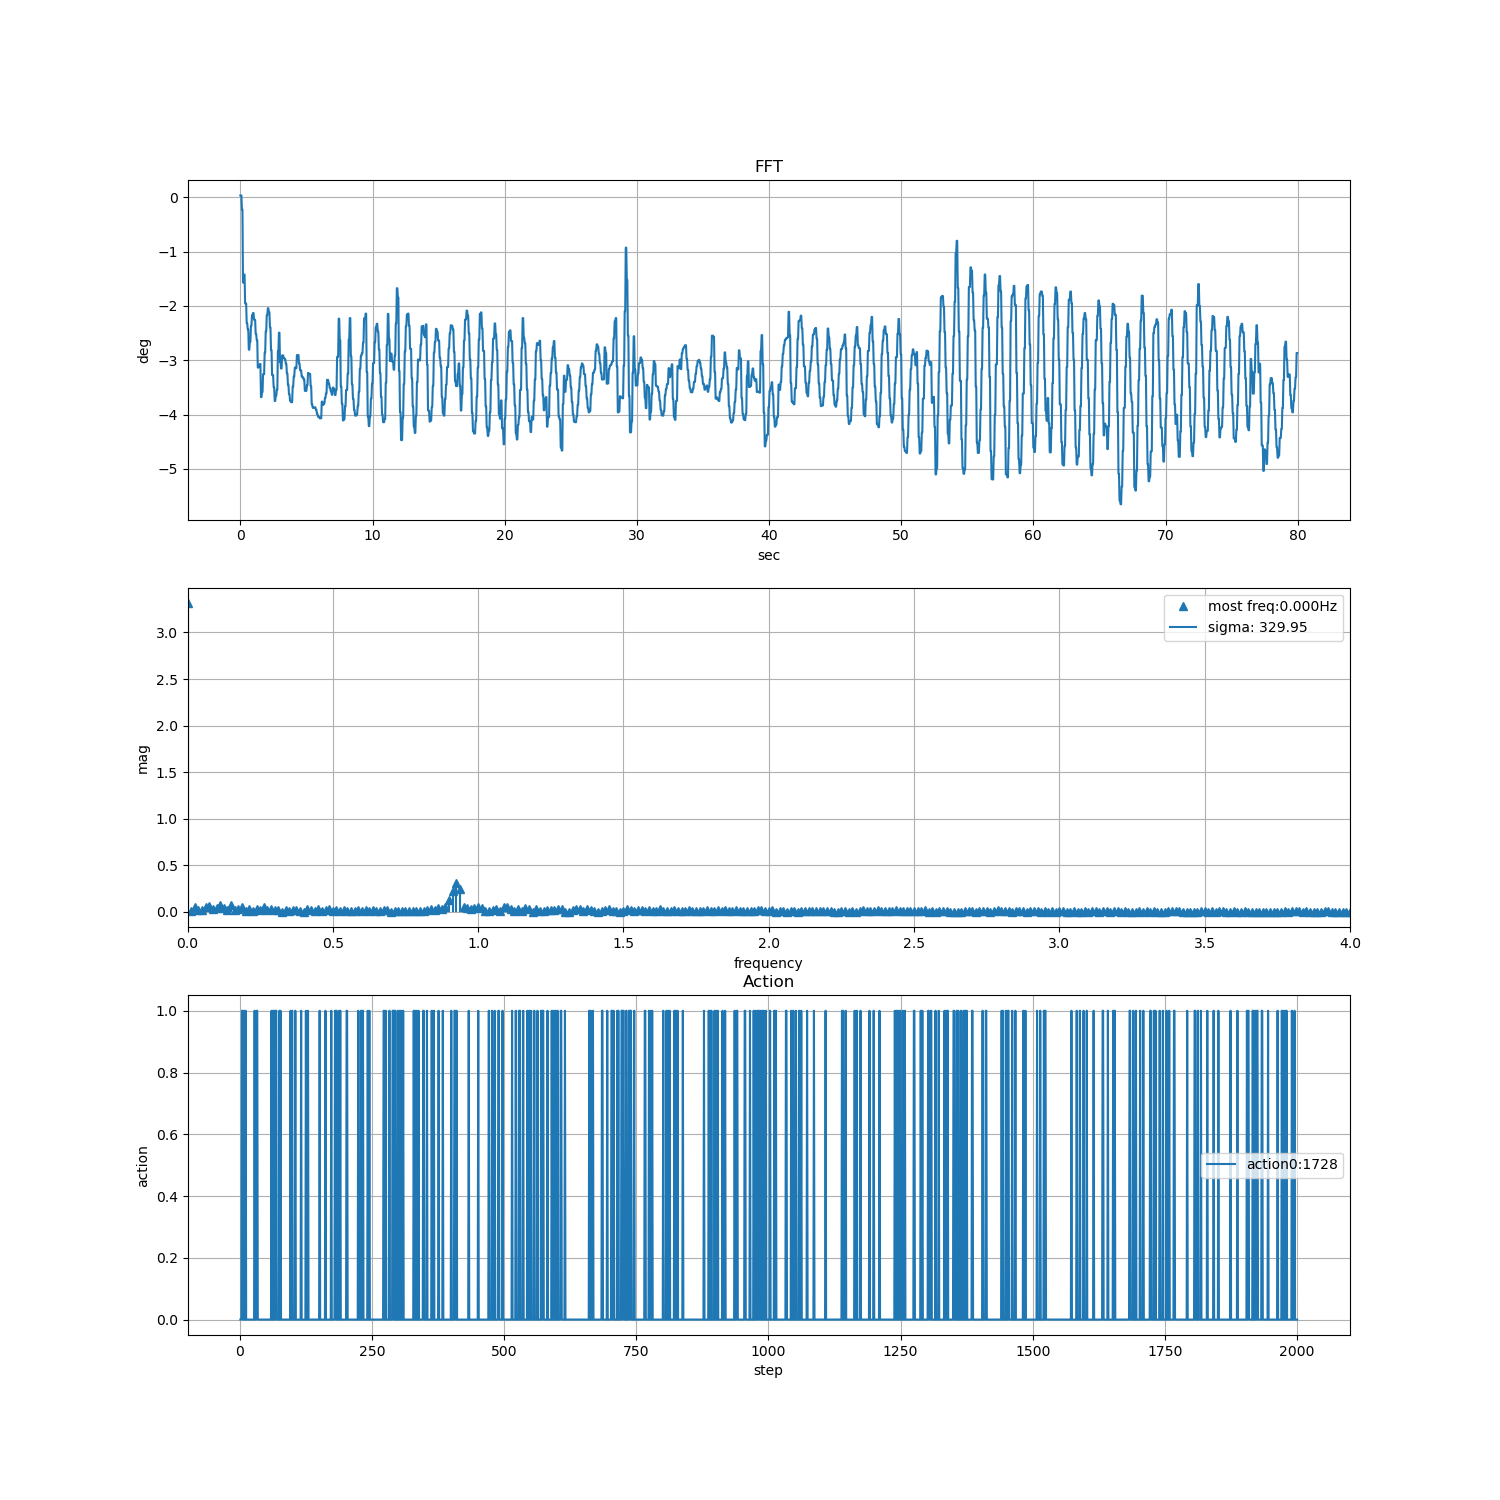 FFT
0
−1
−2
−3
−4
−5
deg
0 10 20 30 40 50 60 70 80
sec
most freq:0.000Hz
sigma: 329.95
3.0
2.5
2.0
1.5
1.0
0.5
0.0
mag
0.0 0.5 1.0 1.5 2.0 2.5 3.0 3.5 4.0
frequency
Action
1.0
0.8
0.6
0.4
0.2
0.0
action
action0:1728
0 250 500 750 1000 1250 1500 1750 2000
step